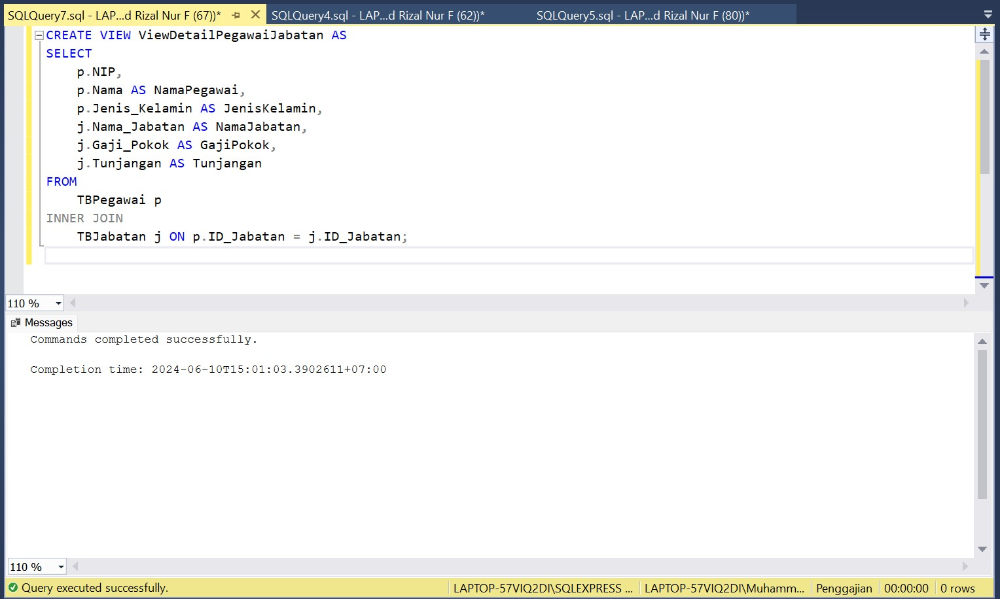 SQLQuery7.sql - LAP...d Rizal Nur F (67))* SQLQuery4.sql - LAP...d Rizal Nur F (62))* SQLQuery5.sql - LAP...d Rizal Nur F (80))*
CREATE VIEW ViewDetailPegawaiJabatan AS
SELECT
    p.NIP,
    p.Nama AS NamaPegawai,
    p.Jenis_Kelamin AS JenisKelamin,
    j.Nama_Jabatan AS NamaJabatan,
    j.Gaji_Pokok AS GajiPokok,
    j.Tunjangan AS Tunjangan
FROM
    TBPegawai p
INNER JOIN
    TBJabatan j ON p.ID_Jabatan = j.ID_Jabatan;
110 %
Messages
Commands completed successfully.
Completion time: 2024-06-10T15:01:03.3902611+07:00
110 %
Query executed successfully. LAPTOP-57VIQ2DI\SQLEXPRESS ... LAPTOP-57VIQ2DI\Muhamm... Penggajian 00:00:00 0 rows